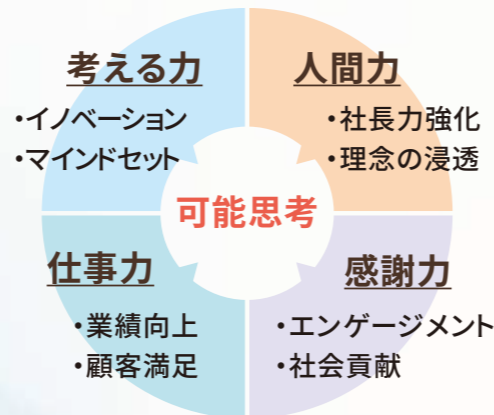 考える力
・イノベーション
・マインドセット
人間力
・社長力強化
・理念の浸透
可能思考
仕事力
・業績向上
・顧客満足
感謝力
・エンゲージメント
・社会貢献